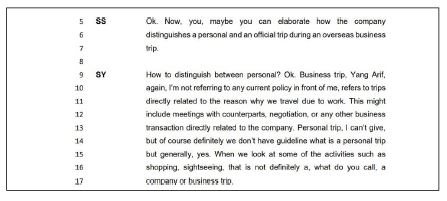 5 SS Ok. Now, you, maybe you can elaborate how the company
6 distinguishes a personal and an official trip during an overseas business
7 trip.
8
9 SY How to distinguish between personal? Ok. Business trip, Yang Arif,
10 again, I'm not referring to any current policy in front of me, refers to trips
11 directly related to the reason why we travel due to work. This might
12 include meetings with counterparts, negotiation, or any other business
13 transaction directly related to the company. Personal trip, I can't give,
14 but of course definitely we don't have guideline what is a personal trip
15 but generally, yes. When we look at some of the activities such as
16 shopping, sightseeing, that is not definitely a, what do you call, a
17 company or business trip.